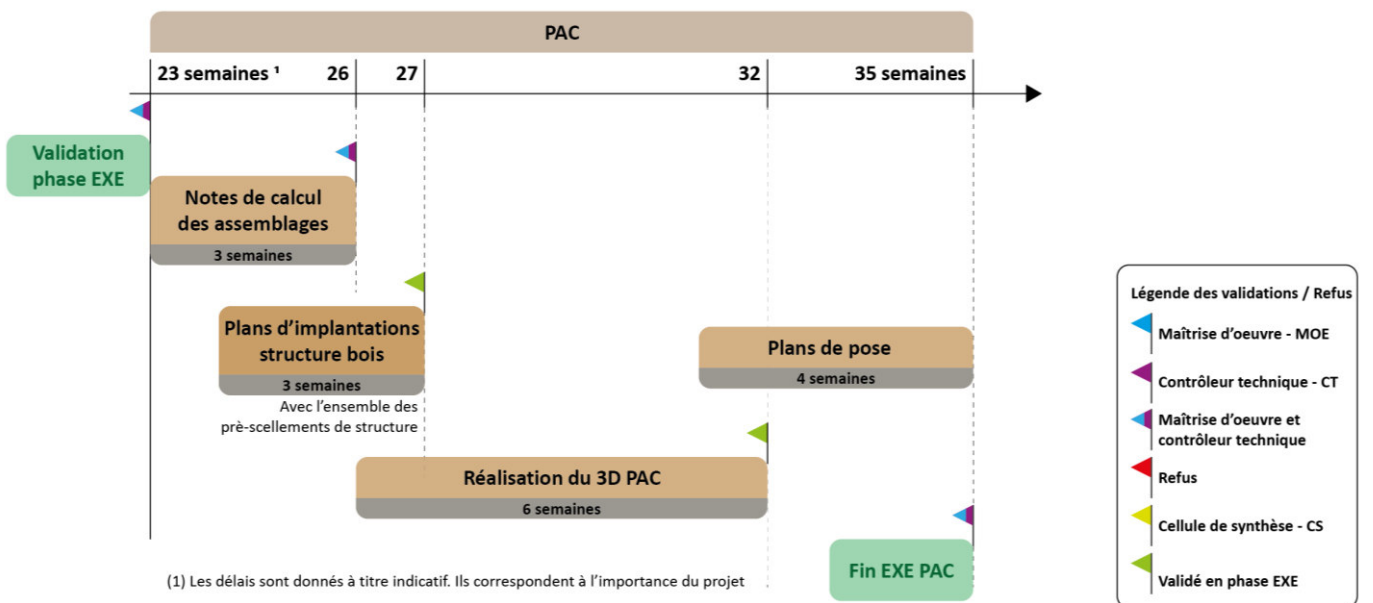 PAC
23 semaines ¹ 26 27 32 35 semaines
Validation
phase EXE
Notes de calcul
des assemblages
3 semaines
Plans d’implantations
structure bois
3 semaines
Avec l’ensemble des
prè-scellements de structure
Plans de pose
4 semaines
Réalisation du 3D PAC
6 semaines
Fin EXE PAC
(1) Les délais sont donnés à titre indicatif. Ils correspondent à l’importance du projet
Légende des validations / Refus
Maîtrise d’oeuvre - MOE
Contrôleur technique - CT
Maîtrise d’oeuvre et
contrôleur technique
Refus
Cellule de synthèse - CS
Validé en phase EXE